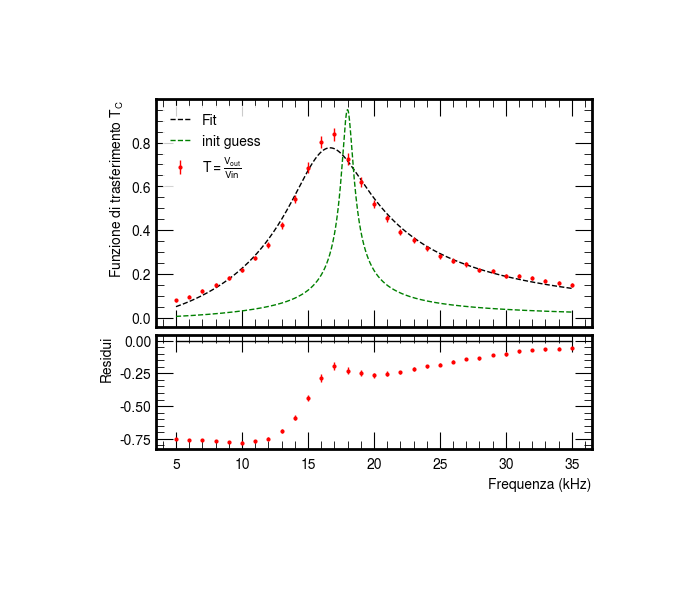 Funzione di trasferimento T_C
Fit
init guess
T = V_out/Vin
0.8
0.6
0.4
0.2
0.0
Residui
0.00
-0.25
-0.50
-0.75
5 10 15 20 25 30 35
Frequenza (kHz)